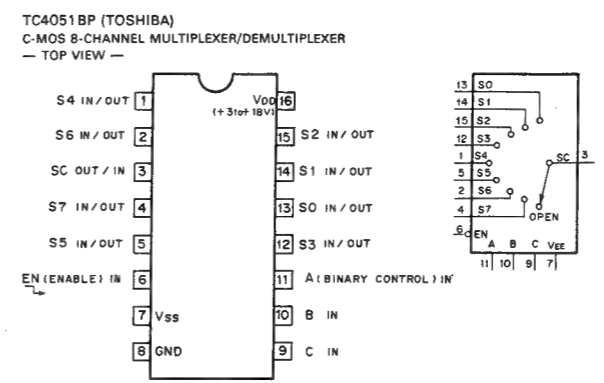 TC4051BP (TOSHIBA)
C-MOS 8-CHANNEL MULTIPLEXER/DEMULTIPLEXER
— TOP VIEW —
S4 IN/OUT 1
S6 IN/OUT 2
SC OUT/IN 3
S7 IN/OUT 4
S5 IN/OUT 5
EN (ENABLE) IN 6
7 VSS
8 GND
VDD 16
(+3 to +18V)
15 S2 IN/OUT
14 S1 IN/OUT
13 S0 IN/OUT
12 S3 IN/OUT
11 A (BINARY CONTROL) IN
10 B IN
9 C IN
13 S0
14 S1
15 S2
12 S3
1 S4
5 S5
2 S6
4 S7
6 EN
SC 3
OPEN
A B C VEE
11 10 9 7